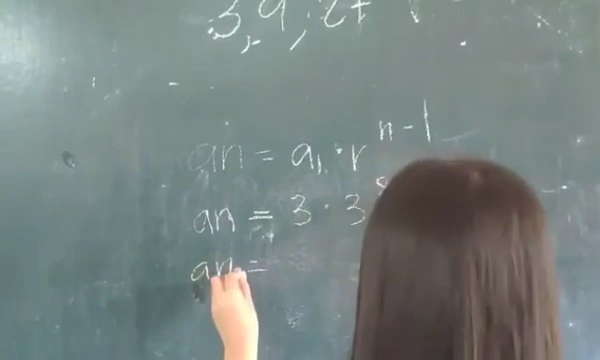 3, 9, 27
an = a₁ · r^n-1
an = 3 · 3
an =